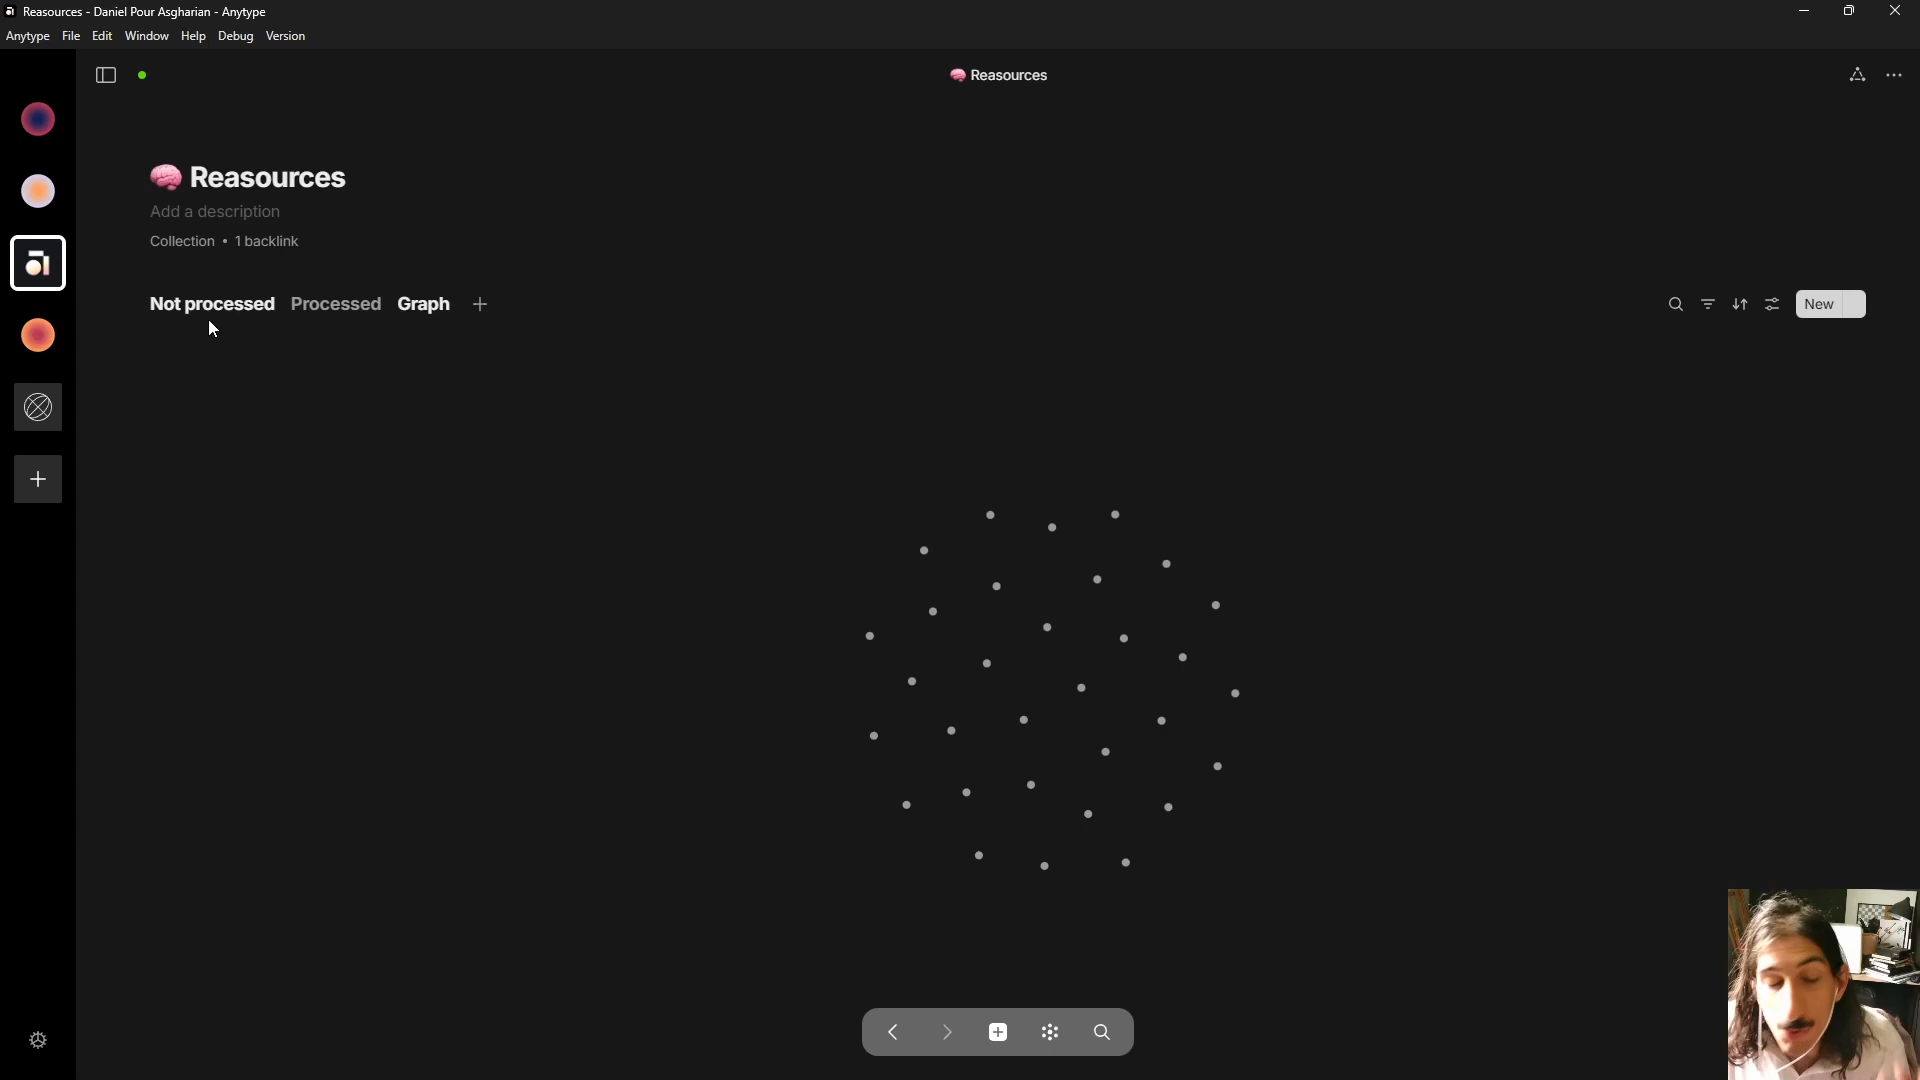 Reasources - Daniel Pour Asgharian - Anytype
Anytype File Edit Window Help Debug Version
🧠 Reasources
🧠 Reasources
Add a description
Collection • 1 backlink
Not processed Processed Graph
New